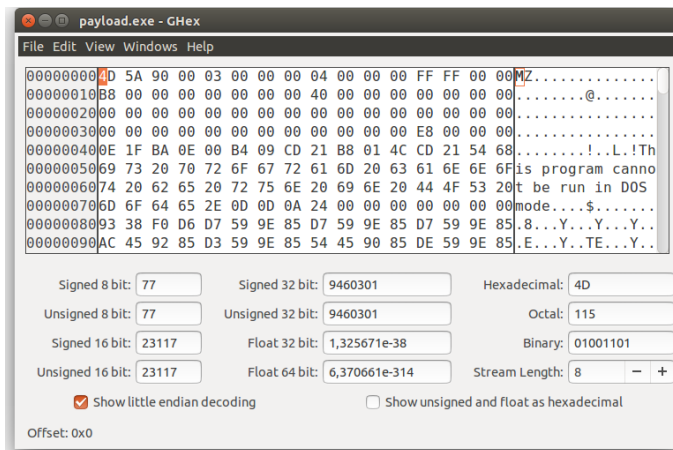 payload.exe - GHex
File Edit View Windows Help
00000000 4D 5A 90 00 03 00 00 00 04 00 00 00 FF FF 00 00 MZ..............
00000010 B8 00 00 00 00 00 00 00 40 00 00 00 00 00 00 00 ........@.......
00000020 00 00 00 00 00 00 00 00 00 00 00 00 00 00 00 00 ................
00000030 00 00 00 00 00 00 00 00 00 00 00 00 E8 00 00 00 ................
00000040 0E 1F BA 0E 00 B4 09 CD 21 B8 01 4C CD 21 54 68 ........!..L.!Th
00000050 69 73 20 70 72 6F 67 72 61 6D 20 63 61 6E 6E 6F is program canno
00000060 74 20 62 65 20 72 75 6E 20 69 6E 20 44 4F 53 20 t be run in DOS
00000070 6D 6F 64 65 2E 0D 0D 0A 24 00 00 00 00 00 00 00 mode....$.......
00000080 93 38 F0 D6 D7 59 9E 85 D7 59 9E 85 D7 59 9E 85 .8...Y...Y...Y..
00000090 AC 45 92 85 D3 59 9E 85 54 45 90 85 DE 59 9E 85 .E...Y..TE...Y..
Signed 8 bit: 77 Signed 32 bit: 9460301 Hexadecimal: 4D
Unsigned 8 bit: 77 Unsigned 32 bit: 9460301 Octal: 115
Signed 16 bit: 23117 Float 32 bit: 1,325671e-38 Binary: 01001101
Unsigned 16 bit: 23117 Float 64 bit: 6,370661e-314 Stream Length: 8 − +
Show little endian decoding Show unsigned and float as hexadecimal
Offset: 0x0